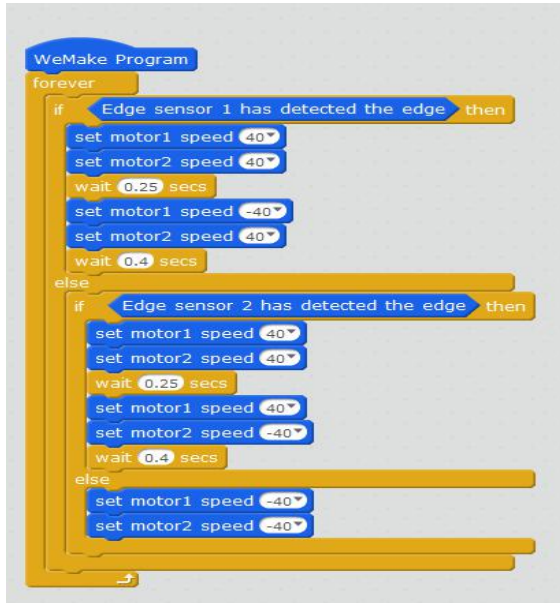 WeMake Program
forever
if Edge sensor 1 has detected the edge then
set motor1 speed 40
set motor2 speed 40
wait 0.25 secs
set motor1 speed -40
set motor2 speed 40
wait 0.4 secs
else
if Edge sensor 2 has detected the edge then
set motor1 speed 40
set motor2 speed 40
wait 0.25 secs
set motor1 speed 40
set motor2 speed -40
wait 0.4 secs
else
set motor1 speed -40
set motor2 speed -40